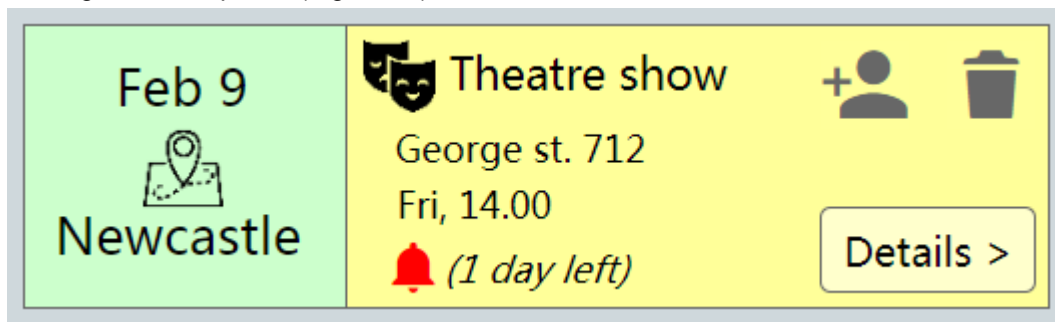 Feb 9
Newcastle
Theatre show
George st. 712
Fri, 14.00
(1 day left)
Details >